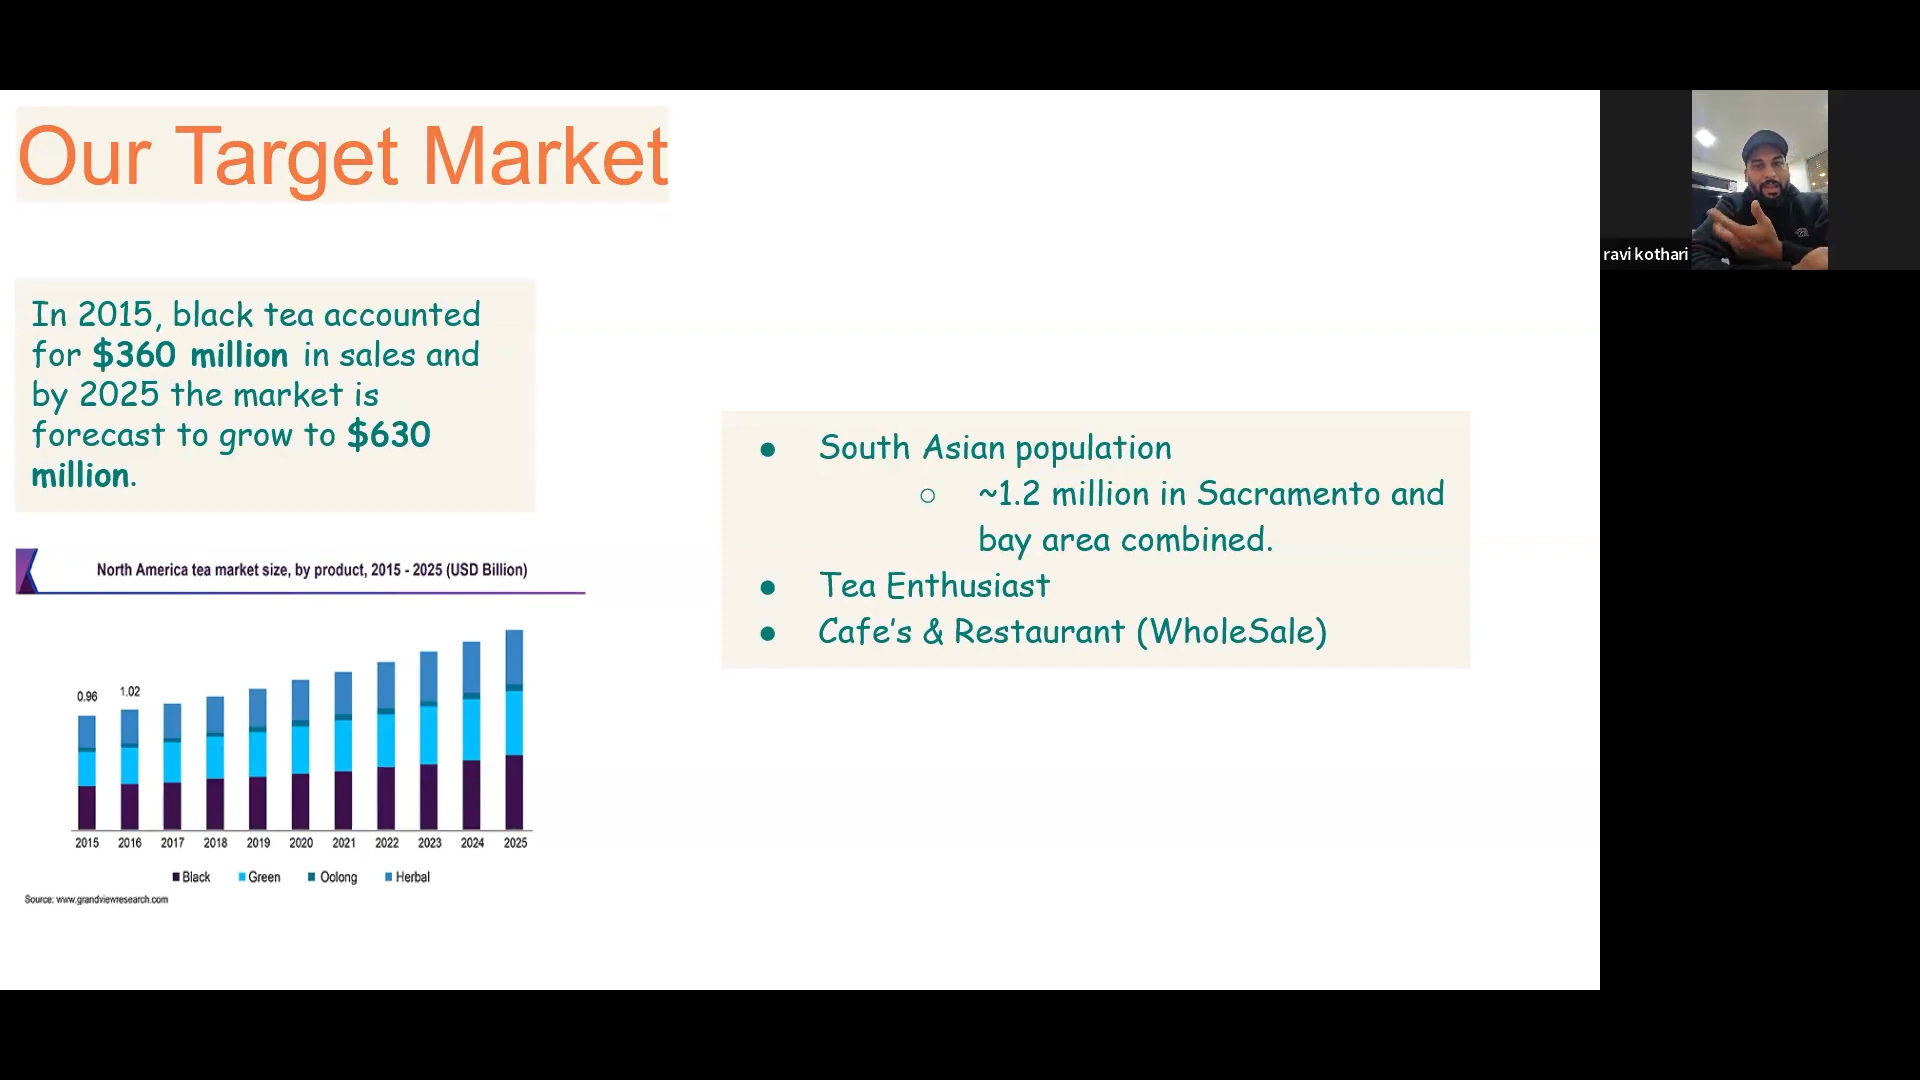 Our Target Market
In 2015, black tea accounted
for $360 million in sales and
by 2025 the market is
forecast to grow to $630
million.
North America tea market size, by product, 2015 - 2025 (USD Billion)
0.96
1.02
2015 2016 2017 2018 2019 2020 2021 2022 2023 2024 2025
Black Green Oolong Herbal
Source: www.grandviewresearch.com
● South Asian population
○ ~1.2 million in Sacramento and
bay area combined.
● Tea Enthusiast
● Cafe's & Restaurant (WholeSale)
ravi kothari